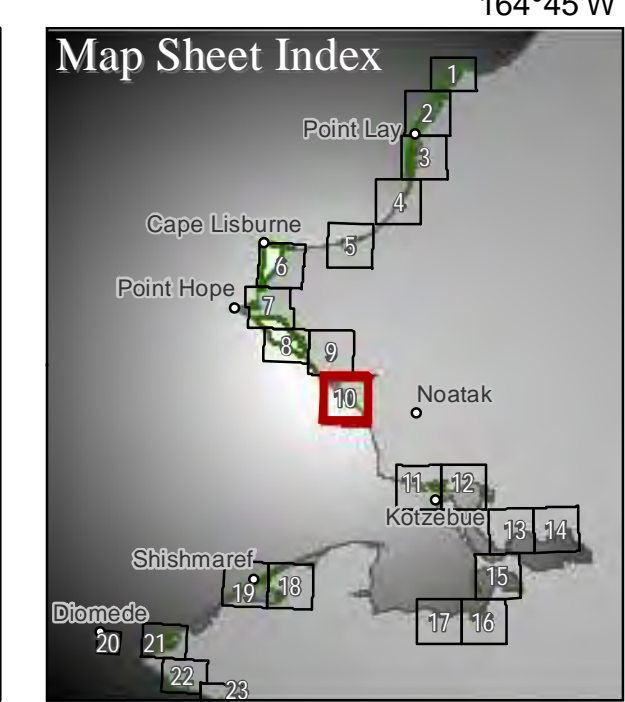 164°45'W
Map Sheet Index
1
2
Point Lay
3
4
Cape Lisburne
5
6
Point Hope
7
8
9
10
Noatak
11
12
Kotzebue
13
14
Shishmaref
15
19
18
Diomede
17
16
20
21
22
23